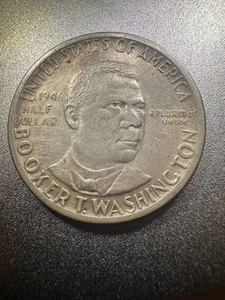 UNITED STATES OF AMERICA
1946
HALF
DOLLAR
E PLURIBUS
UNUM
BOOKER T. WASHINGTON